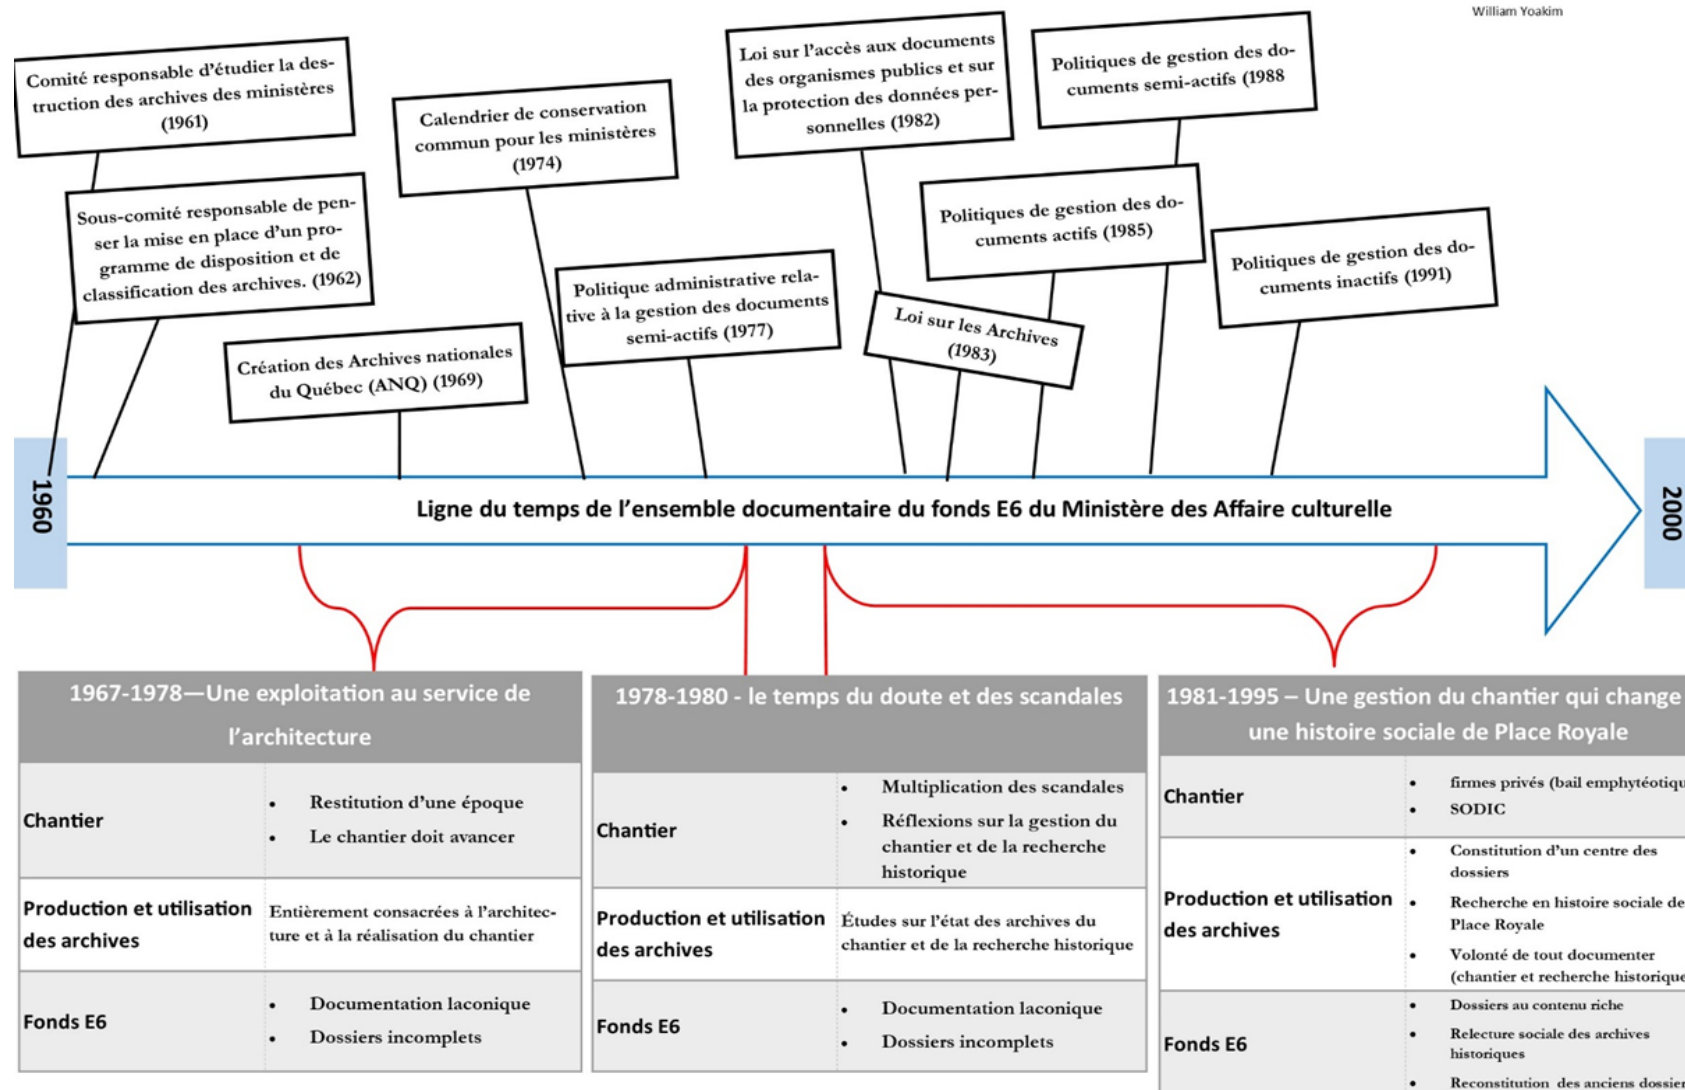 William Yoakim
Comité responsable d'étudier la des-
truction des archives des ministères
(1961)
Sous-comité responsable de pen-
ser la mise en place d'un pro-
gramme de disposition et de
classification des archives. (1962)
Création des Archives nationales
du Québec (ANQ) (1969)
Calendrier de conservation
commun pour les ministères
(1974)
Politique administrative rela-
tive à la gestion des documents
semi-actifs (1977)
Loi sur l'accès aux documents
des organismes publics et sur
la protection des données per-
sonnelles (1982)
Loi sur les Archives
(1983)
Politiques de gestion des do-
cuments actifs (1985)
Politiques de gestion des do-
cuments semi-actifs (1988
Politiques de gestion des do-
cuments inactifs (1991)
1960
Ligne du temps de l'ensemble documentaire du fonds E6 du Ministère des Affaire culturelle
2000
1967-1978—Une exploitation au service de
l'architecture
Chantier
• Restitution d'une époque
• Le chantier doit avancer
Production et utilisation
des archives
Entièrement consacrées à l'architec-
ture et à la réalisation du chantier
Fonds E6
• Documentation laconique
• Dossiers incomplets
1978-1980 - le temps du doute et des scandales
Chantier
• Multiplication des scandales
• Réflexions sur la gestion du
chantier et de la recherche
historique
Production et utilisation
des archives
Études sur l'état des archives du
chantier et de la recherche historique
Fonds E6
• Documentation laconique
• Dossiers incomplets
1981-1995 – Une gestion du chantier qui change
une histoire sociale de Place Royale
Chantier
• firmes privés (bail emphytéotiqu
• SODIC
Production et utilisation
des archives
• Constitution d'un centre des
dossiers
• Recherche en histoire sociale de
Place Royale
• Volonté de tout documenter
(chantier et recherche historique
Fonds E6
• Dossiers au contenu riche
• Relecture sociale des archives
historiques
• Reconstitution des anciens dossier